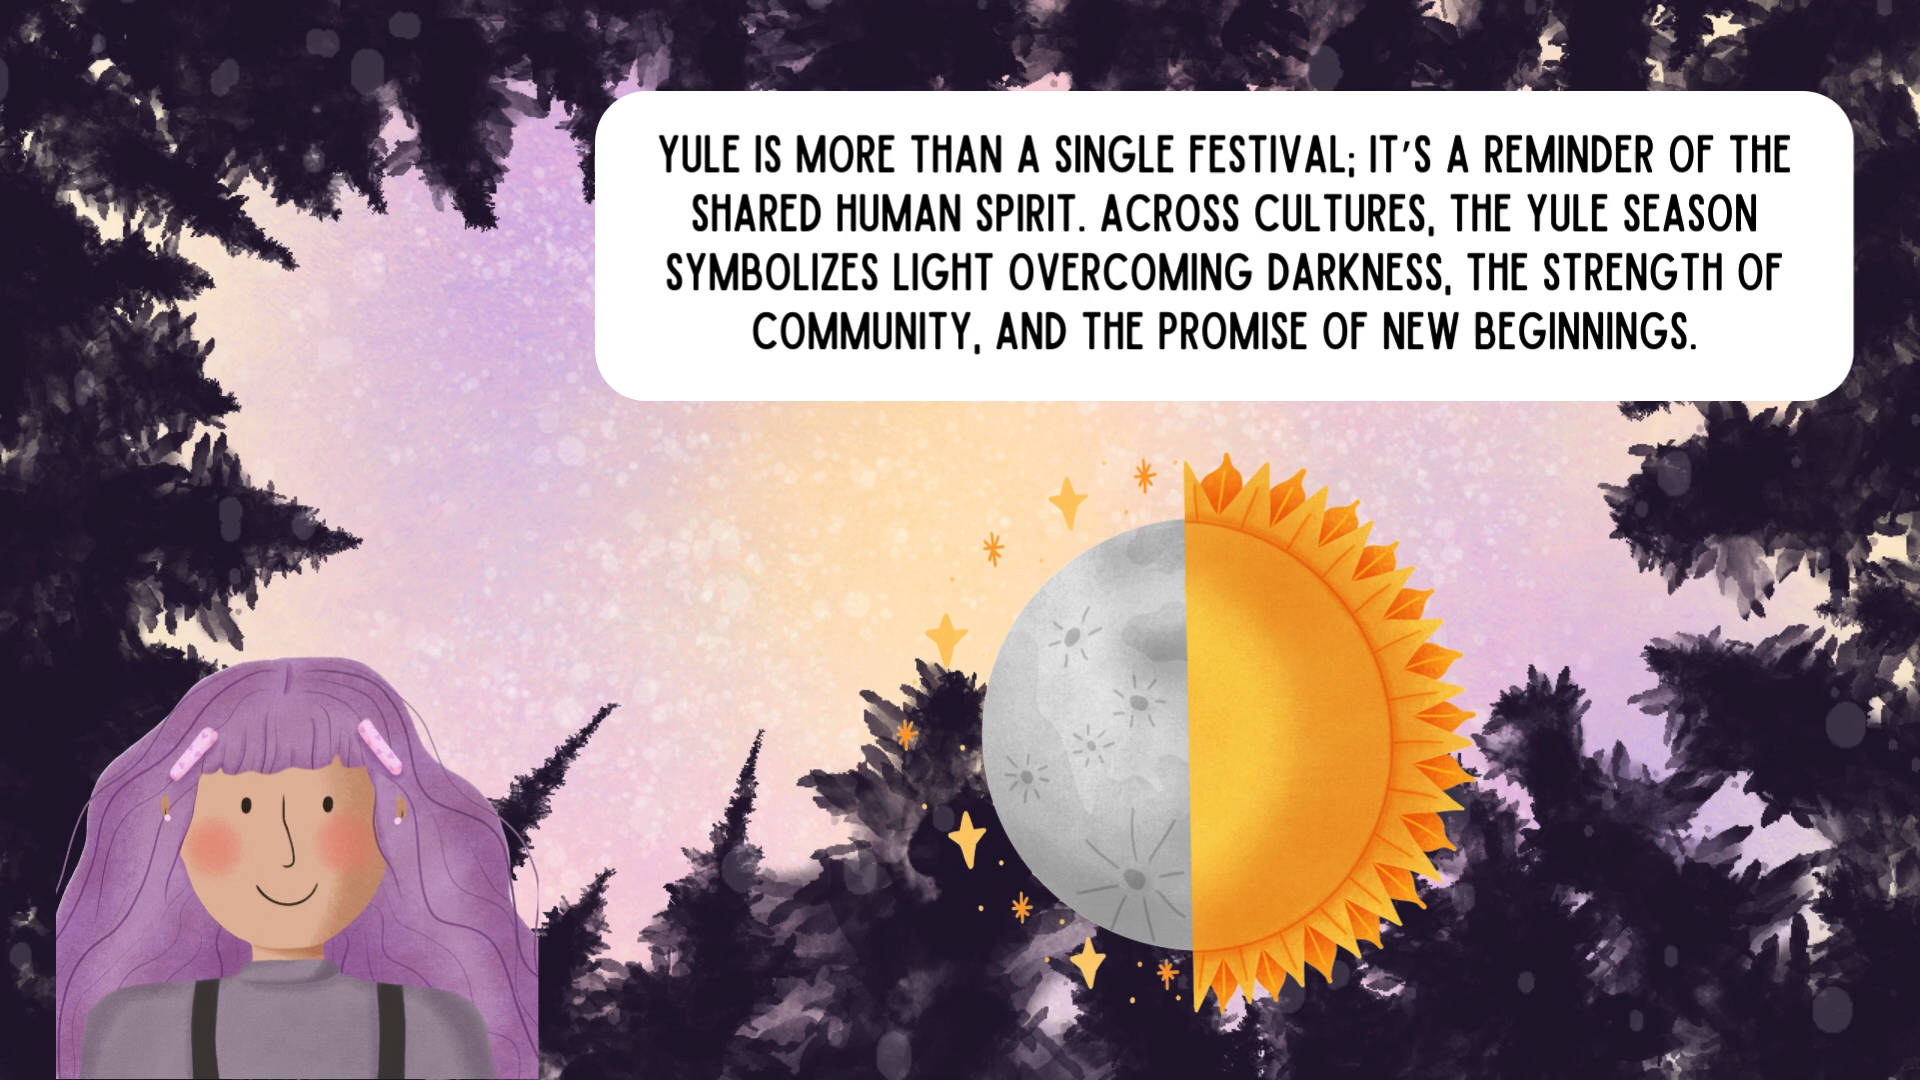 YULE IS MORE THAN A SINGLE FESTIVAL; IT'S A REMINDER OF THE
SHARED HUMAN SPIRIT. ACROSS CULTURES, THE YULE SEASON
SYMBOLIZES LIGHT OVERCOMING DARKNESS, THE STRENGTH OF
COMMUNITY, AND THE PROMISE OF NEW BEGINNINGS.